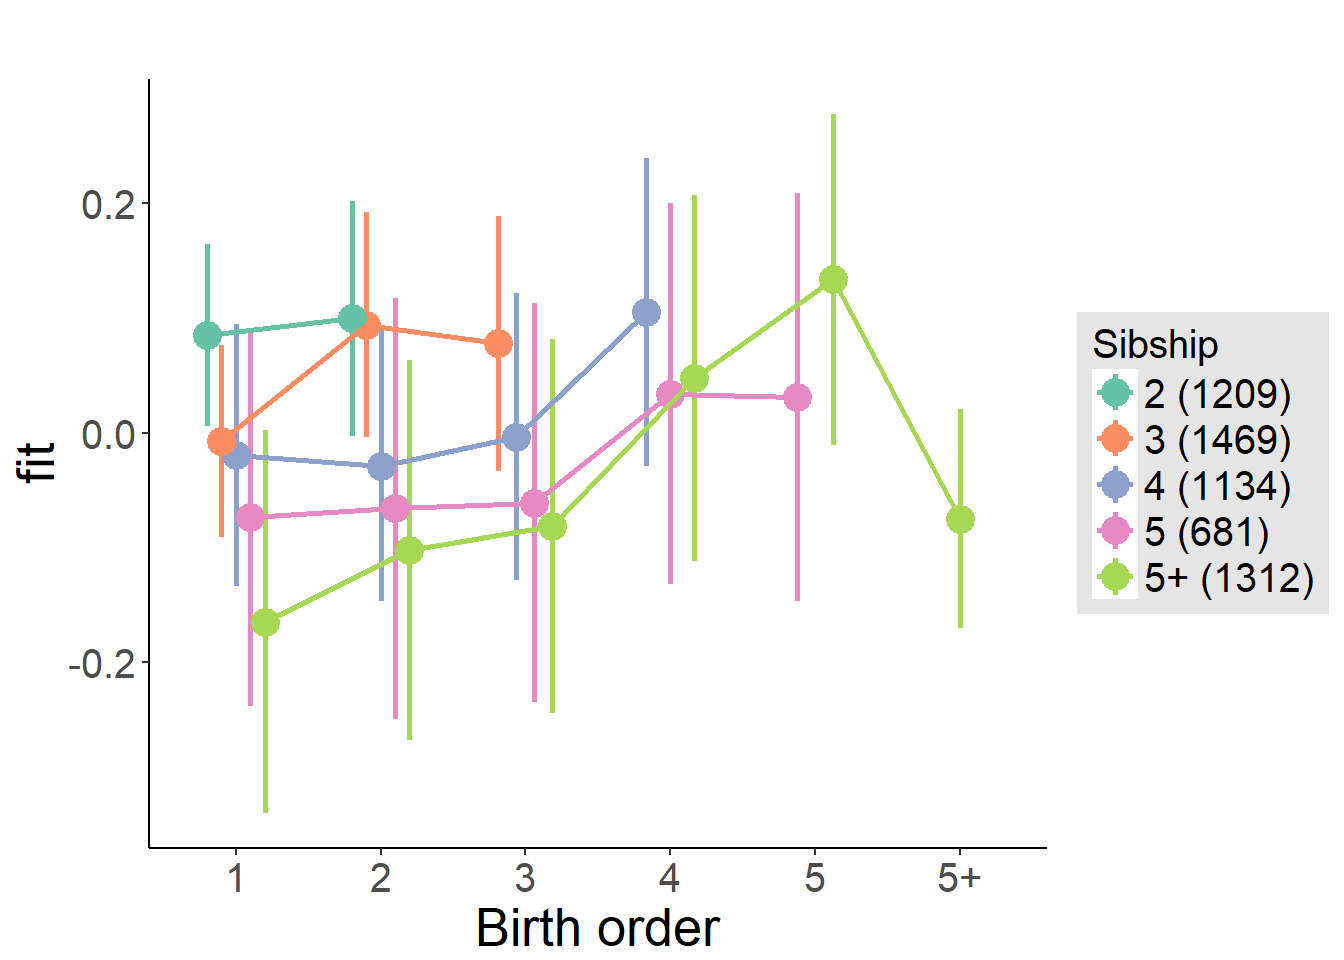 fit
0.2
0.0
-0.2
1 2 3 4 5 5+
Birth order
Sibship
2 (1209)
3 (1469)
4 (1134)
5 (681)
5+ (1312)